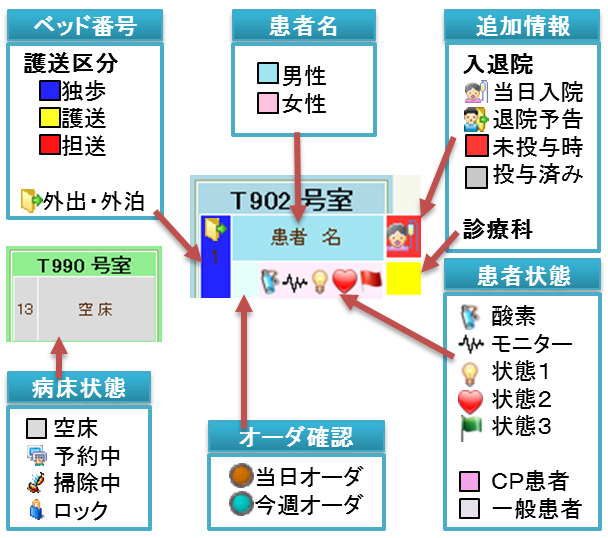 ベッド番号
護送区分
独歩
護送
担送
外出・外泊
患者名
男性
女性
追加情報
入退院
当日入院
退院予告
未投与時
投与済み
診療科
T902 号室
1
患者 名
T990 号室
13 空床
患者状態
酸素
モニター
状態1
状態2
状態3
CP患者
一般患者
病床状態
空床
予約中
掃除中
ロック
オーダ確認
当日オーダ
今週オーダ